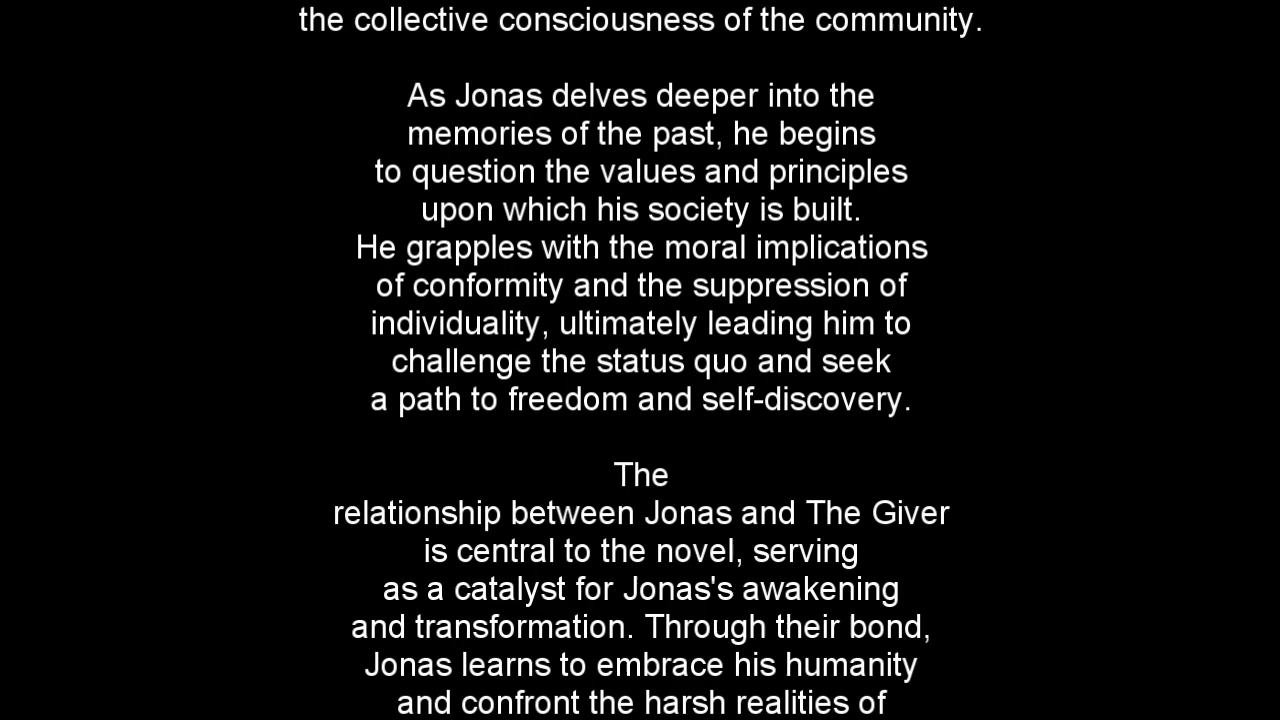 the collective consciousness of the community.
As Jonas delves deeper into the
memories of the past, he begins
to question the values and principles
upon which his society is built.
He grapples with the moral implications
of conformity and the suppression of
individuality, ultimately leading him to
challenge the status quo and seek
a path to freedom and self-discovery.
The
relationship between Jonas and The Giver
is central to the novel, serving
as a catalyst for Jonas's awakening
and transformation. Through their bond,
Jonas learns to embrace his humanity
and confront the harsh realities of